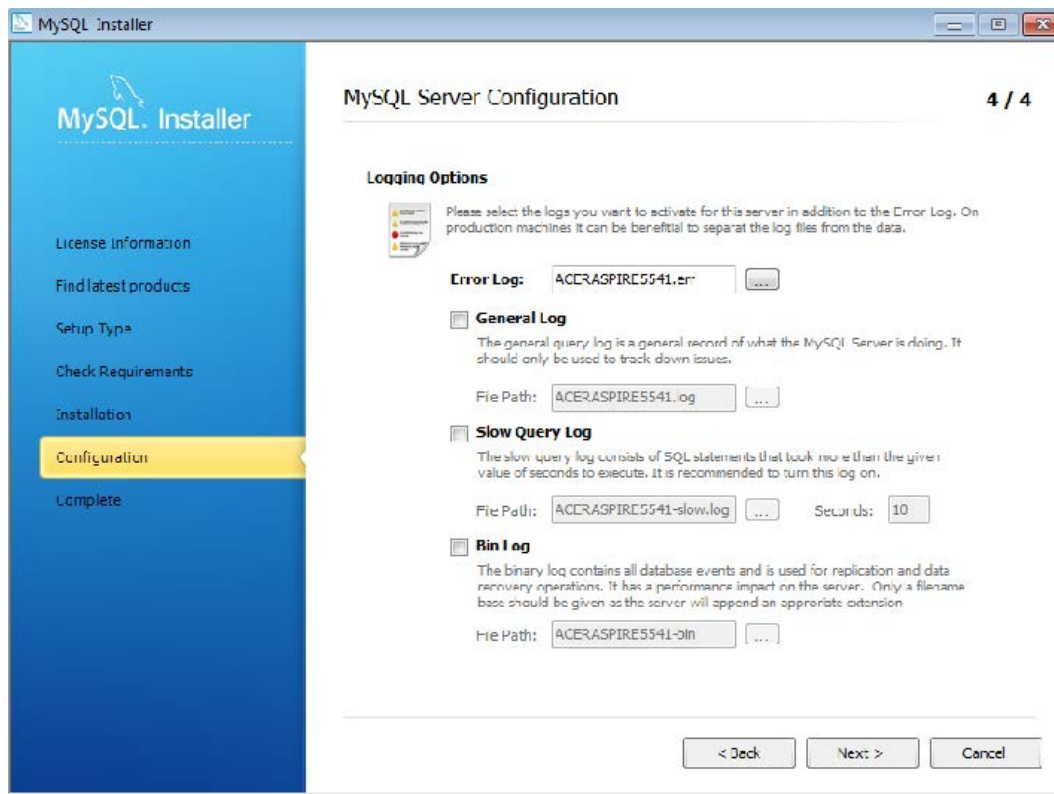 MySQL Installer
MySQL Installer
License Information
Find latest products
Setup Type
Check Requirements
Installation
Configuration
Complete
MySQL Server Configuration
4 / 4
Logging Options
Please select the logs you want to activate for this server in addition to the Error Log. On
production machines it can be benefitial to separat the log files from the data.
Error Log: ACERASPIRE5541.err ...
General Log
The general query log is a general record of what the MySQL Server is doing. It
should only be used to track down issues.
File Path: ACERASPIRE5541.log ...
Slow Query Log
The slow query log consists of SQL statements that took more than the given
value of seconds to execute. It is recommended to turn this log on.
File Path: ACERASPIRE5541-slow.log ... Seconds: 10
Bin Log
The binary log contains all database events and is used for replication and data
recovery operations. It has a performance impact on the server. Only a filename
base should be given as the server will append an approriate extension
File Path: ACERASPIRE5541-bin ...
< Back Next > Cancel